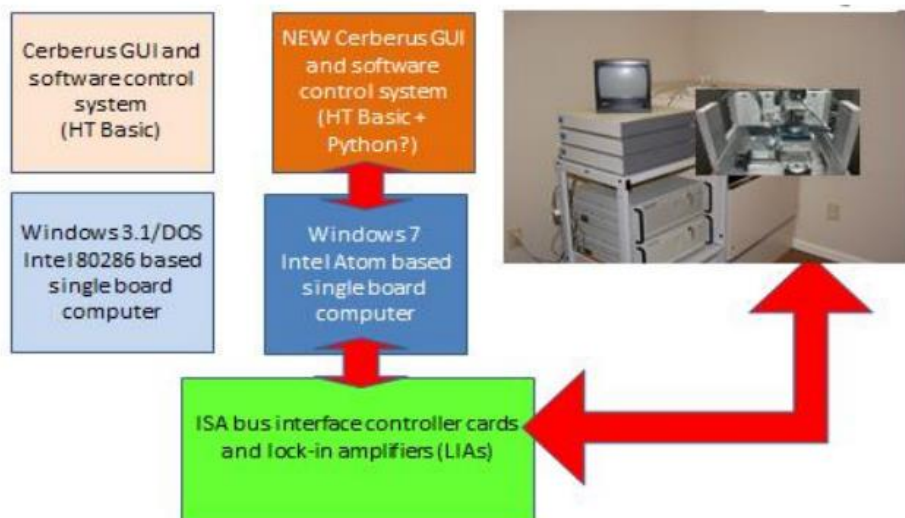 Cerberus GUI and
software control
system
(HT Basic)
NEW Cerberus GUI
and software
control system
(HT Basic +
Python?)
Windows 3.1/DOS
Intel 80286 based
single board
computer
Windows 7
Intel Atom based
single board
computer
ISA bus interface controller cards
and lock-in amplifiers (LIAs)